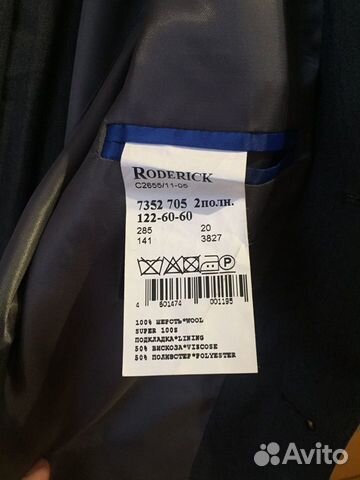 RODERICK
C2655/11-05
7352 705 2полн.
122-60-60
285 20
141 3827
P
4 601474 001195
100% ШЕРСТЬ*WOOL
SUPER 100S
ПОДКЛАДКА*LINING
50% ВИСКОЗА*VISCOSE
50% ПОЛИЭСТЕР*POLYESTER
Avito